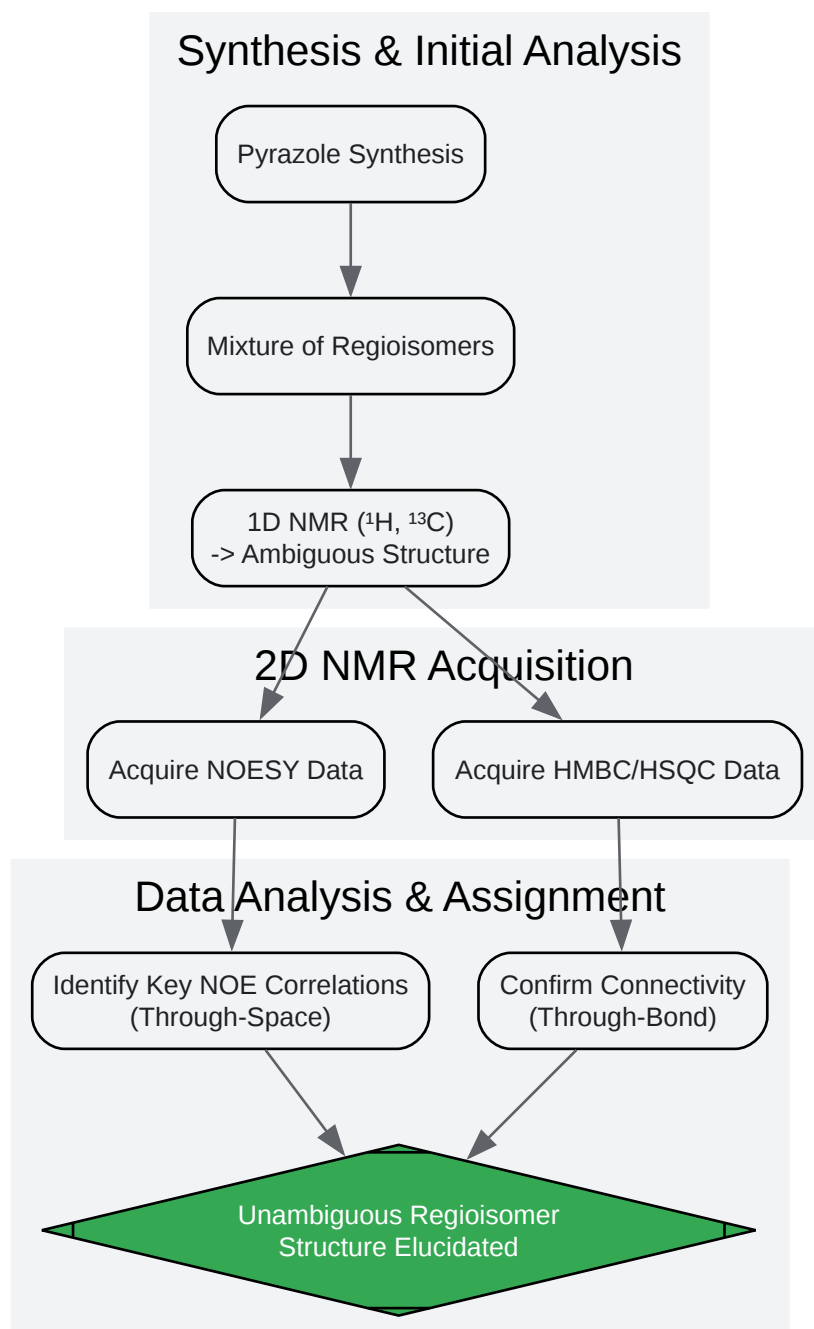 Synthesis & Initial Analysis
Pyrazole Synthesis
Mixture of Regioisomers
1D NMR (¹H, ¹³C)
-> Ambiguous Structure
2D NMR Acquisition
Acquire NOESY Data
Acquire HMBC/HSQC Data
Data Analysis & Assignment
Identify Key NOE Correlations
(Through-Space)
Confirm Connectivity
(Through-Bond)
Unambiguous Regioisomer
Structure Elucidated